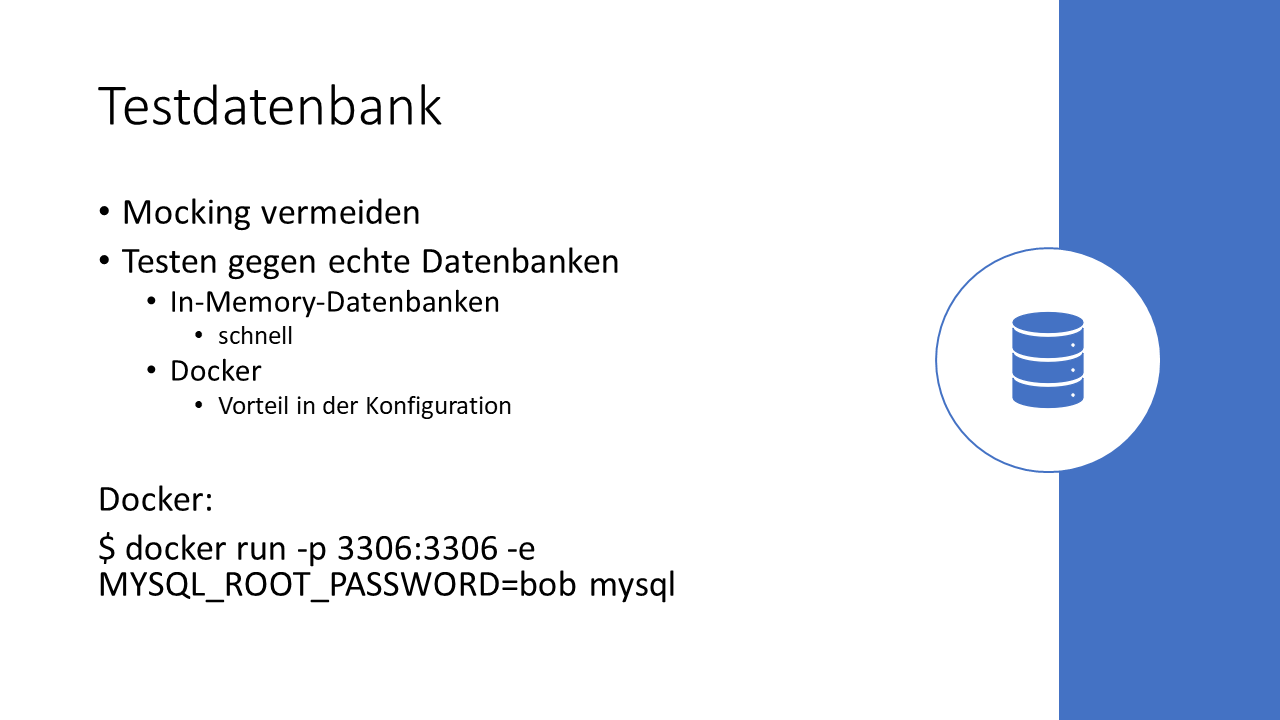 Testdatenbank
• Mocking vermeiden
• Testen gegen echte Datenbanken
• In-Memory-Datenbanken
• schnell
• Docker
• Vorteil in der Konfiguration
Docker:
$ docker run -p 3306:3306 -e
MYSQL_ROOT_PASSWORD=bob mysql